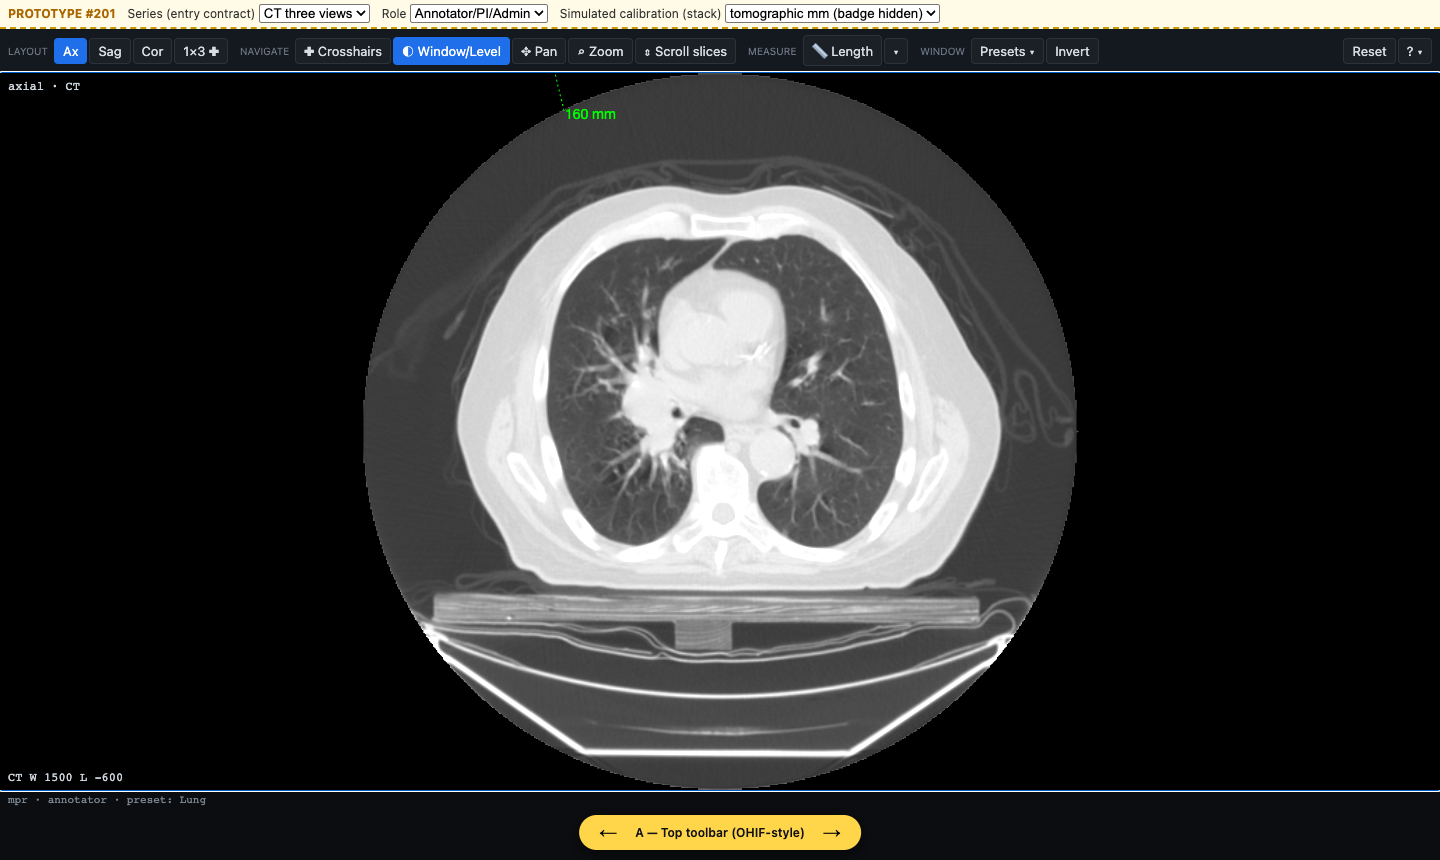 PROTOTYPE #201 Series (entry contract) CT three views Role Annotator/PI/Admin Simulated calibration (stack) tomographic mm (badge hidden)
LAYOUT Ax Sag Cor 1×3 NAVIGATE Crosshairs Window/Level Pan Zoom Scroll slices MEASURE Length WINDOW Presets Invert Reset ?
axial · CT
160 mm
CT W 1500 L -600
mpr · annotator · preset: Lung
← A — Top toolbar (OHIF-style) →